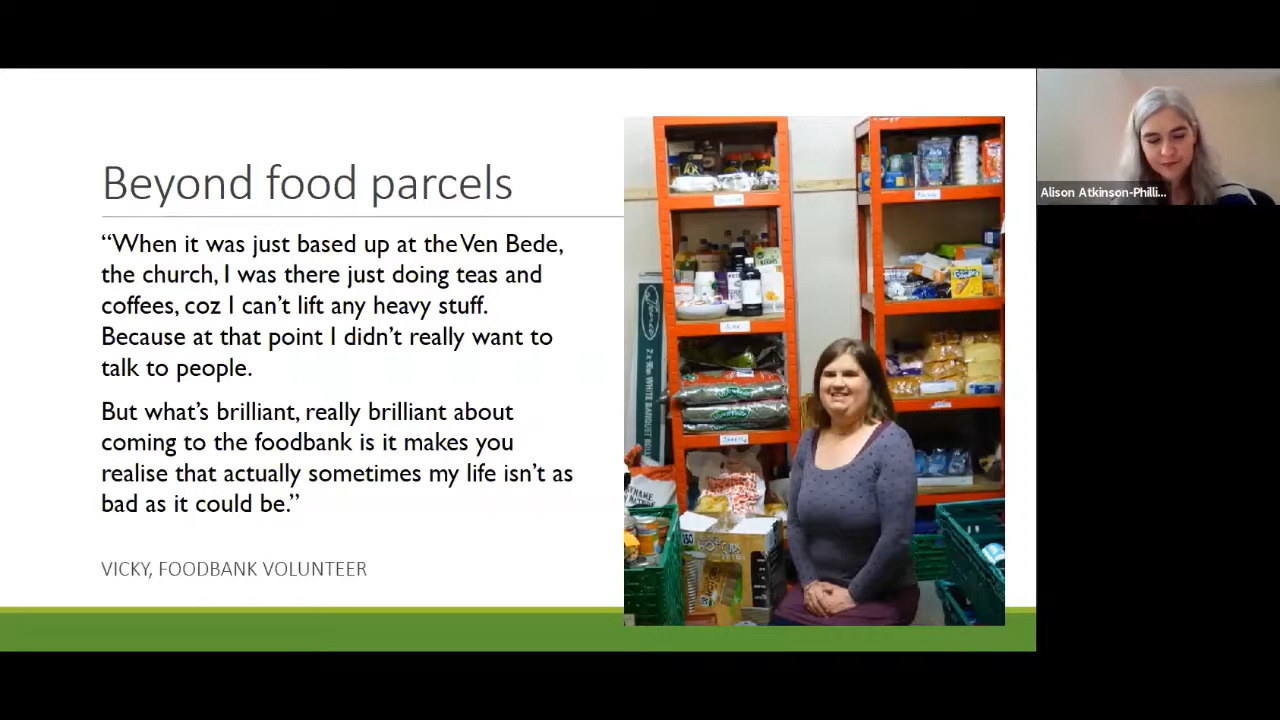 Beyond food parcels
“When it was just based up at the Ven Bede,
the church, I was there just doing teas and
coffees, coz I can’t lift any heavy stuff.
Because at that point I didn’t really want to
talk to people.
But what’s brilliant, really brilliant about
coming to the foodbank is it makes you
realise that actually sometimes my life isn’t as
bad as it could be.”
VICKY, FOODBANK VOLUNTEER
Alison Atkinson-Philli...